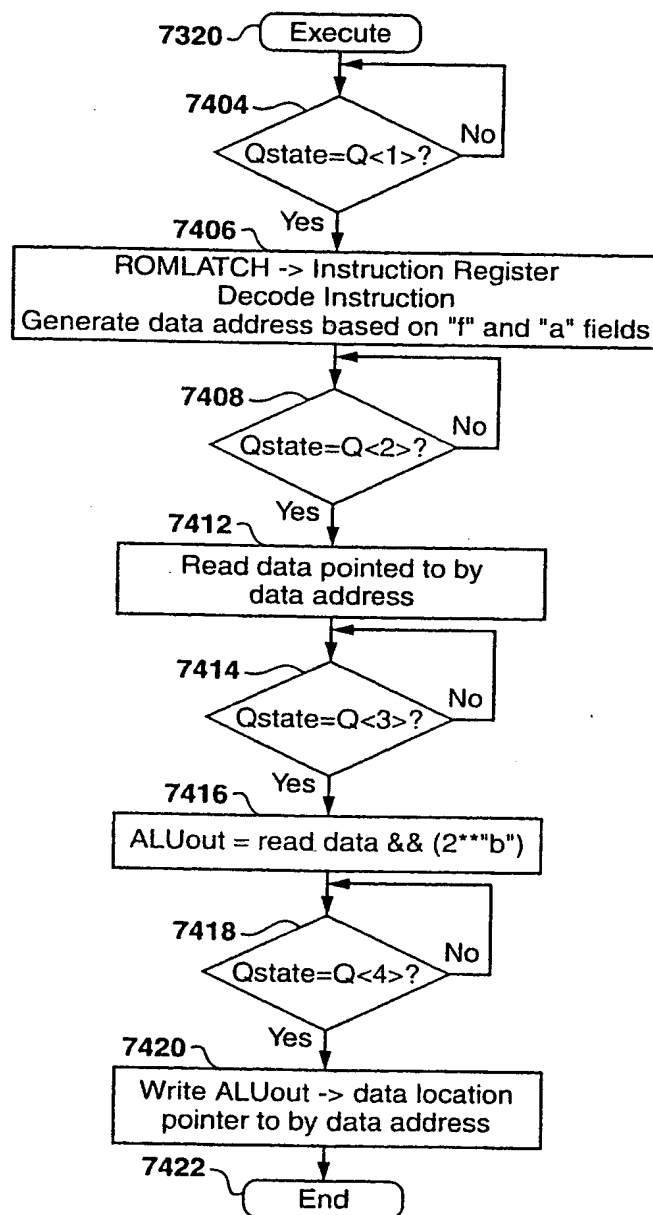 7320 Execute
7404
Qstate=Q<1>?
No
Yes
7406
ROMLATCH -> Instruction Register
Decode Instruction
Generate data address based on "f" and "a" fields
7408
Qstate=Q<2>?
No
Yes
7412
Read data pointed to by
data address
7414
Qstate=Q<3>?
No
Yes
7416
ALUout = read data && (2**"b")
7418
Qstate=Q<4>?
No
Yes
7420
Write ALUout -> data location
pointer to by data address
7422
End